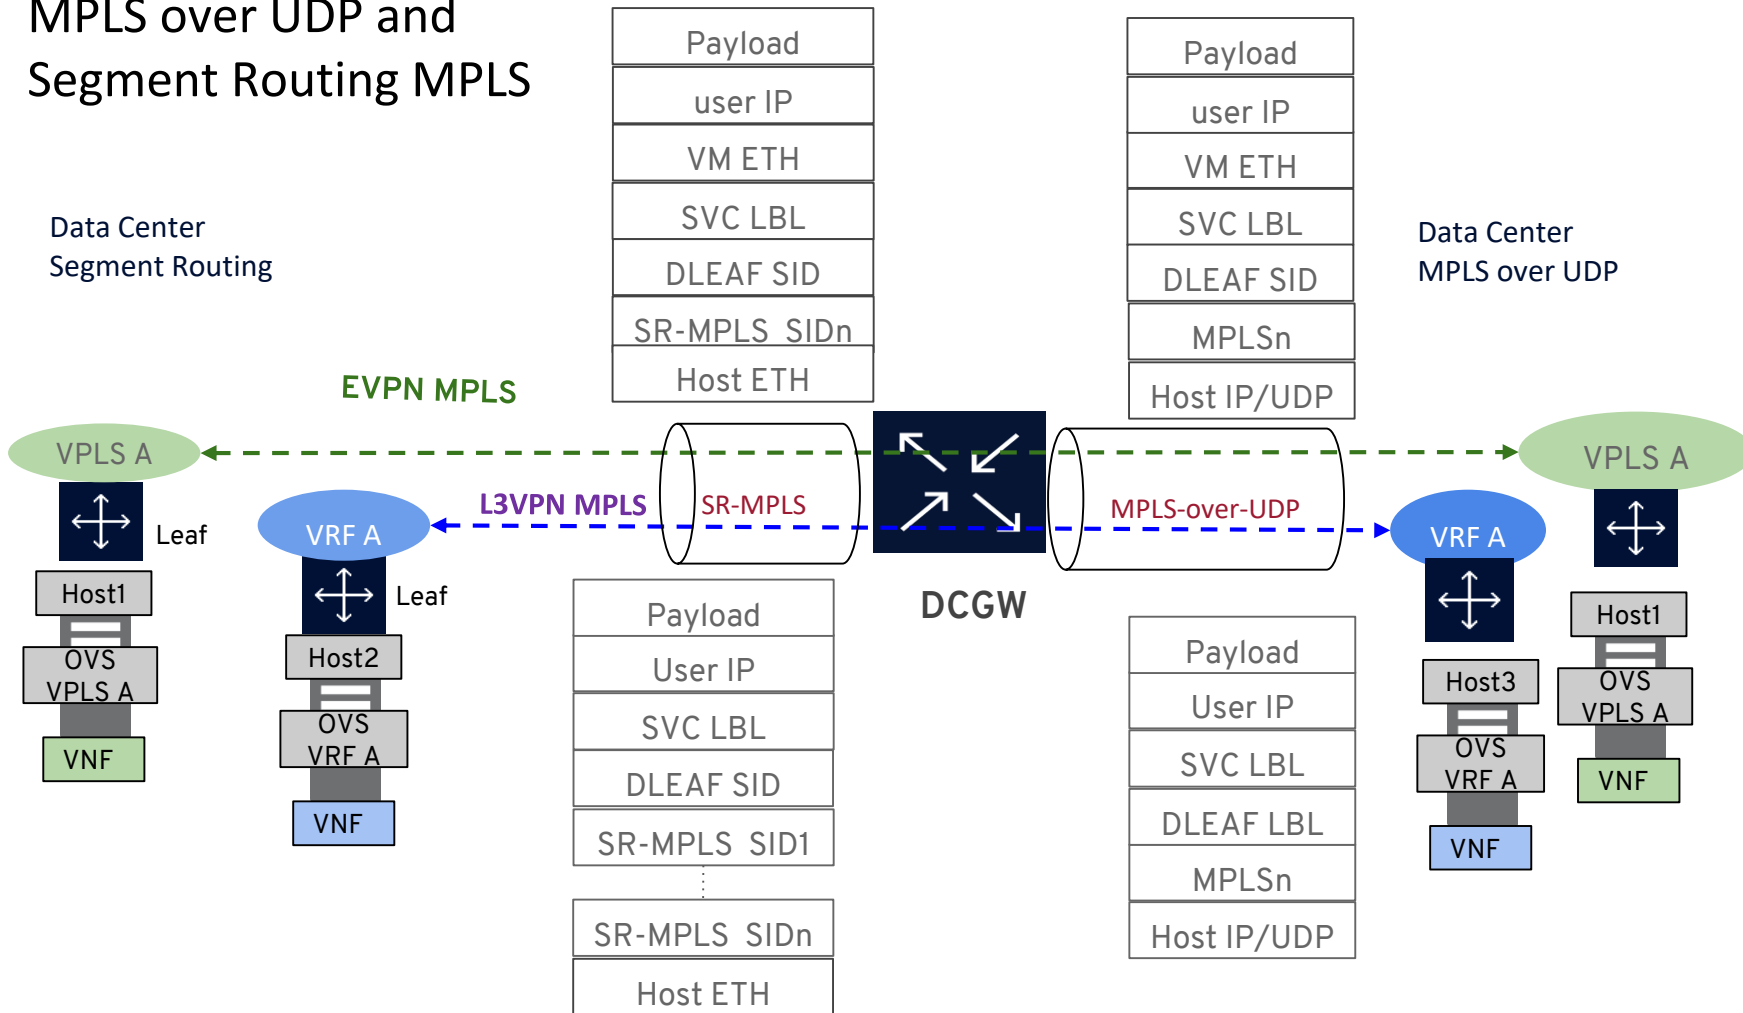 MPLS over UDP and
Segment Routing MPLS
Data Center
Segment Routing
Payload
user IP
VM ETH
SVC LBL
DLEAF SID
SR-MPLS SIDn
Host ETH
Payload
user IP
VM ETH
SVC LBL
DLEAF SID
MPLSn
Host IP/UDP
Data Center
MPLS over UDP
EVPN MPLS
VPLS A
Leaf
Host1
OVS
VPLS A
VNF
L3VPN MPLS
VRF A
Leaf
Host2
OVS
VRF A
VNF
SR-MPLS
MPLS-over-UDP
DCGW
Payload
User IP
SVC LBL
DLEAF SID
SR-MPLS SID1
SR-MPLS SIDn
Host ETH
Payload
User IP
SVC LBL
DLEAF LBL
MPLSn
Host IP/UDP
VRF A
Host3
OVS
VRF A
VNF
VPLS A
Host1
OVS
VPLS A
VNF